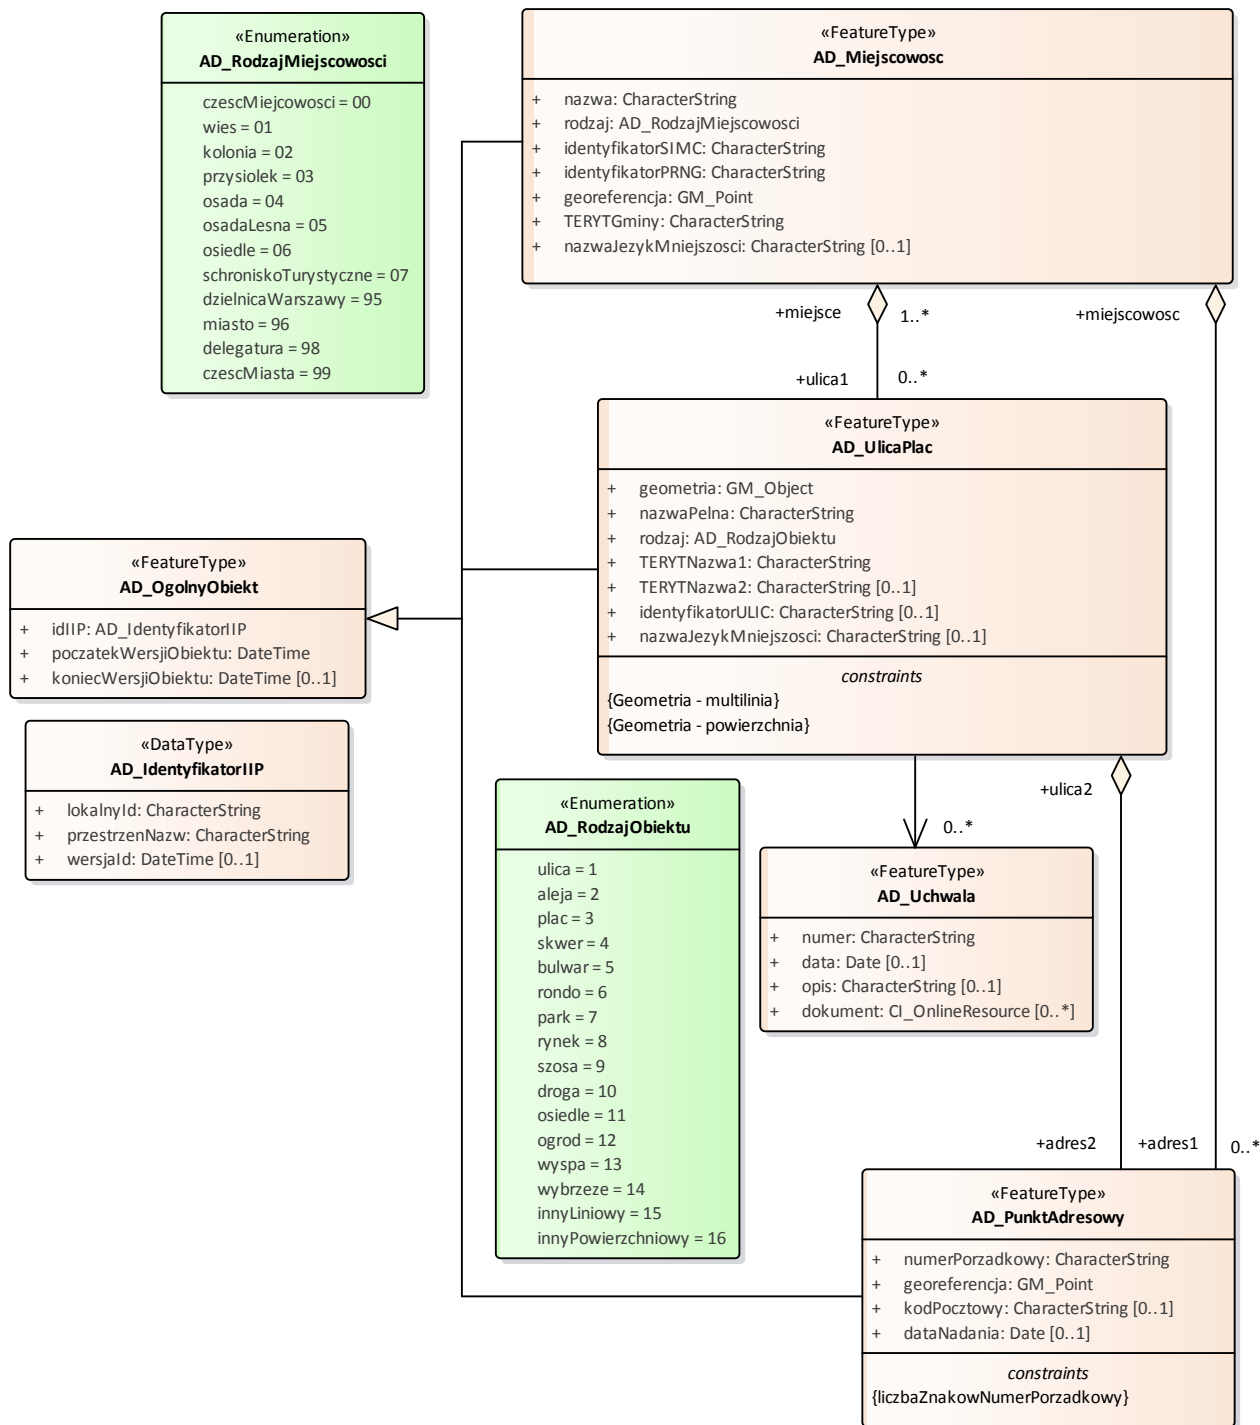 «Enumeration»
AD_RodzajMiejscowosci
czescMiejcowosci = 00
wies = 01
kolonia = 02
przysiolek = 03
osada = 04
osadaLesna = 05
osiedle = 06
schroniskoTurystyczne = 07
dzielnicaWarszawy = 95
miasto = 96
delegatura = 98
czescMiasta = 99
«FeatureType»
AD_Miejscowosc
+ nazwa: CharacterString
+ rodzaj: AD_RodzajMiejscowosci
+ identyfikatorSIMC: CharacterString
+ identyfikatorPRNG: CharacterString
+ georeferencja: GM_Point
+ TERYTGminy: CharacterString
+ nazwaJezykMniejszosci: CharacterString [0..1]
+miejsce
1..*
+miejscowosc
+ulica1
0..*
«FeatureType»
AD_UlicaPlac
+ geometria: GM_Object
+ nazwaPelna: CharacterString
+ rodzaj: AD_RodzajObiektu
+ TERYTNazwa1: CharacterString
+ TERYTNazwa2: CharacterString [0..1]
+ identyfikatorULIC: CharacterString [0..1]
+ nazwaJezykMniejszosci: CharacterString [0..1]
constraints
{Geometria - multilinia}
{Geometria - powierzchnia}
«FeatureType»
AD_OgolnyObiekt
+ idIIP: AD_IdentyfikatorIIP
+ poczatekWersjiObiektu: DateTime
+ koniecWersjiObiektu: DateTime [0..1]
«DataType»
AD_IdentyfikatorIIP
+ lokalnyId: CharacterString
+ przestrzenNazw: CharacterString
+ wersjaId: DateTime [0..1]
«Enumeration»
AD_RodzajObiektu
ulica = 1
aleja = 2
plac = 3
skwer = 4
bulwar = 5
rondo = 6
park = 7
rynek = 8
szosa = 9
droga = 10
osiedle = 11
ogrod = 12
wyspa = 13
wybrzeze = 14
innyLiniowy = 15
innyPowierzchniowy = 16
+ulica2
0..*
«FeatureType»
AD_Uchwala
+ numer: CharacterString
+ data: Date [0..1]
+ opis: CharacterString [0..1]
+ dokument: CI_OnlineResource [0..*]
+adres2
+adres1
0..*
«FeatureType»
AD_PunktAdresowy
+ numerPorzadkowy: CharacterString
+ georeferencja: GM_Point
+ kodPocztowy: CharacterString [0..1]
+ dataNadania: Date [0..1]
constraints
{liczbaZnakowNumerPorzadkowy}